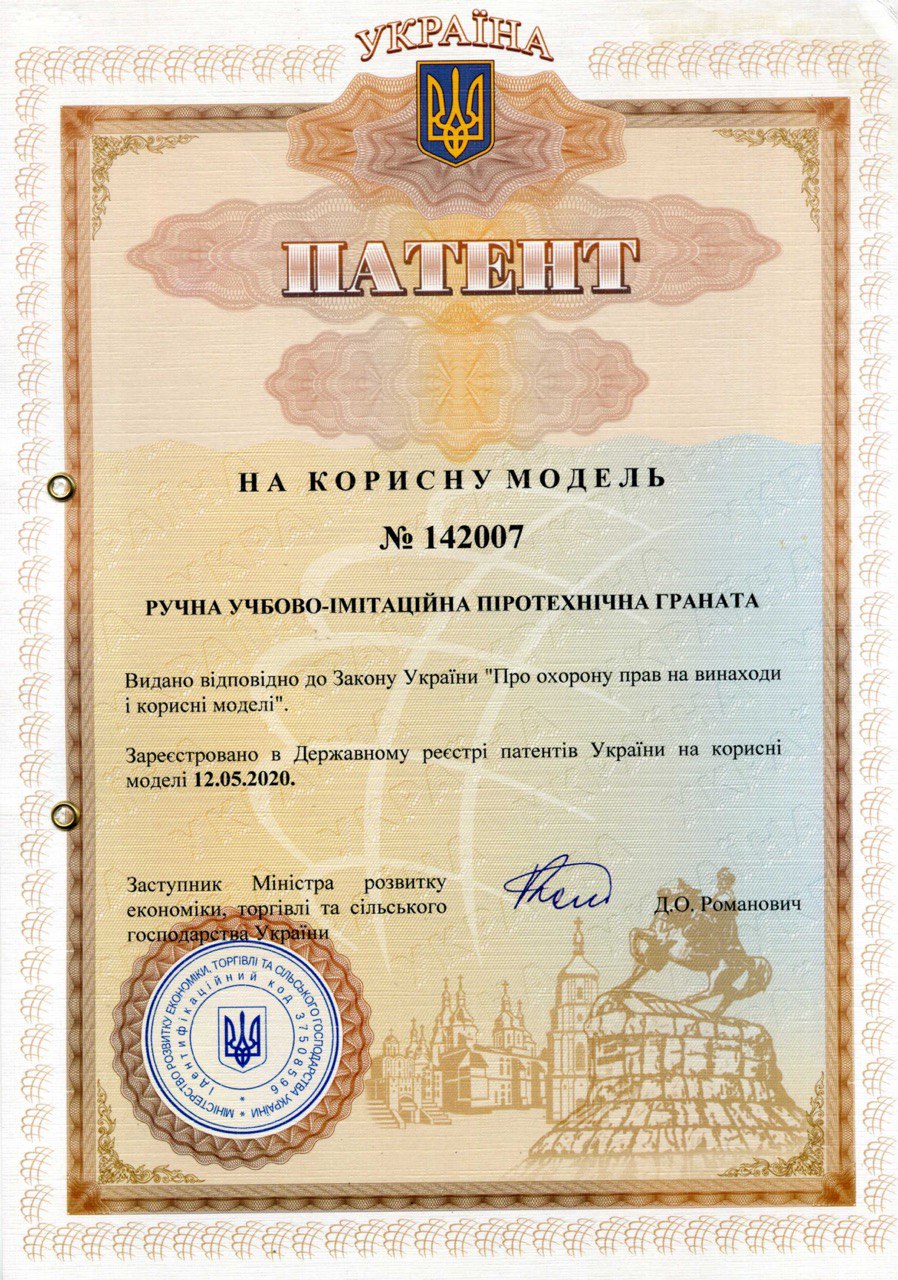 УКРАЇНА
ПАТЕНТ
НА КОРИСНУ МОДЕЛЬ
№ 142007
РУЧНА УЧБОВО-ІМІТАЦІЙНА ПІРОТЕХНІЧНА ГРАНАТА
Видано відповідно до Закону України "Про охорону прав на винаходи
і корисні моделі".
Зареєстровано в Державному реєстрі патентів України на корисні
моделі 12.05.2020.
Заступник Міністра розвитку
економіки, торгівлі та сільського
господарства України
Д.О. Романович
МІНІСТЕРСТВО РОЗВИТКУ ЕКОНОМІКИ, ТОРГІВЛІ ТА СІЛЬСЬКОГО ГОСПОДАРСТВА УКРАЇНИ *
Ідентифікаційний код 37508596 *